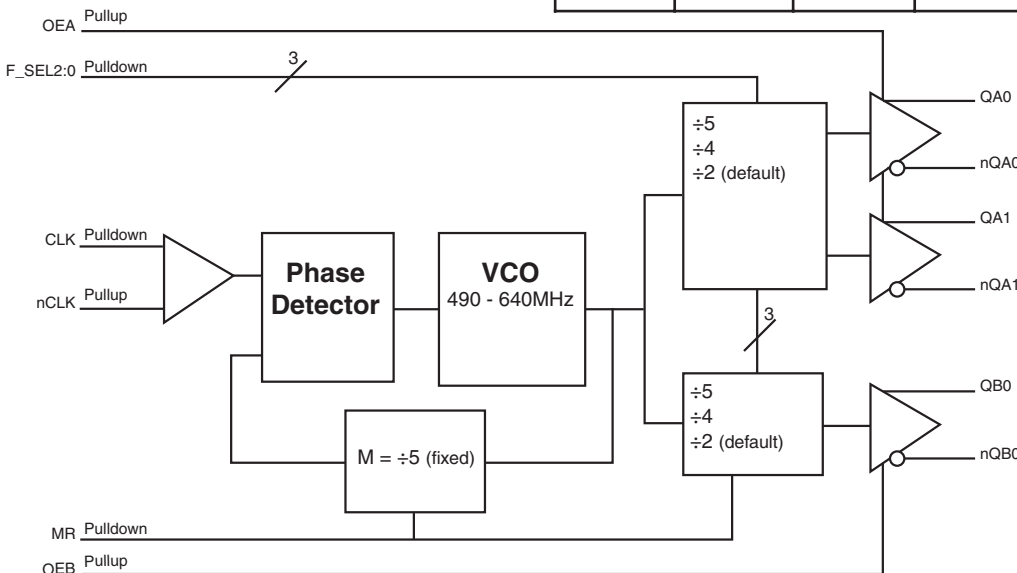 OEA Pullup
F_SEL2:0 Pulldown
3
QA0
÷5
÷4
÷2 (default)
nQA0
QA1
CLK Pulldown
nCLK Pullup
Phase
Detector
VCO
490 - 640MHz
nQA1
3
÷5
÷4
÷2 (default)
QB0
M = ÷5 (fixed)
nQB0
MR Pulldown
OEB Pullup